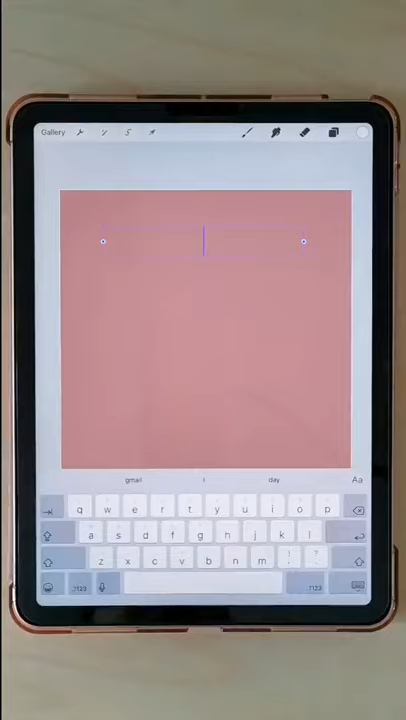 Gallery
gmail i day Aa
q w e r t y u i o p
a s d f g h j k l
z x c v b n m ! ?
.?123 .?123